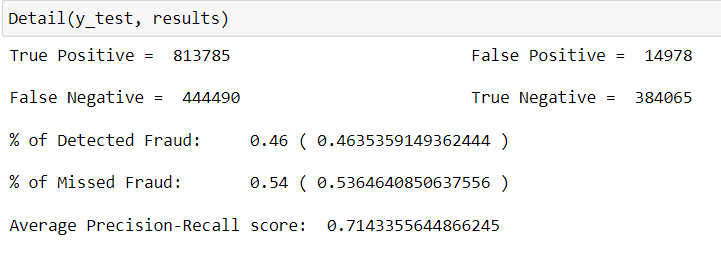 Detail(y_test, results)
True Positive =  813785                        False Positive =  14978
False Negative =  444490                       True Negative =  384065
% of Detected Fraud:     0.46 ( 0.4635359149362444 )
% of Missed Fraud:       0.54 ( 0.5364640850637556 )
Average Precision-Recall score:  0.7143355644866245